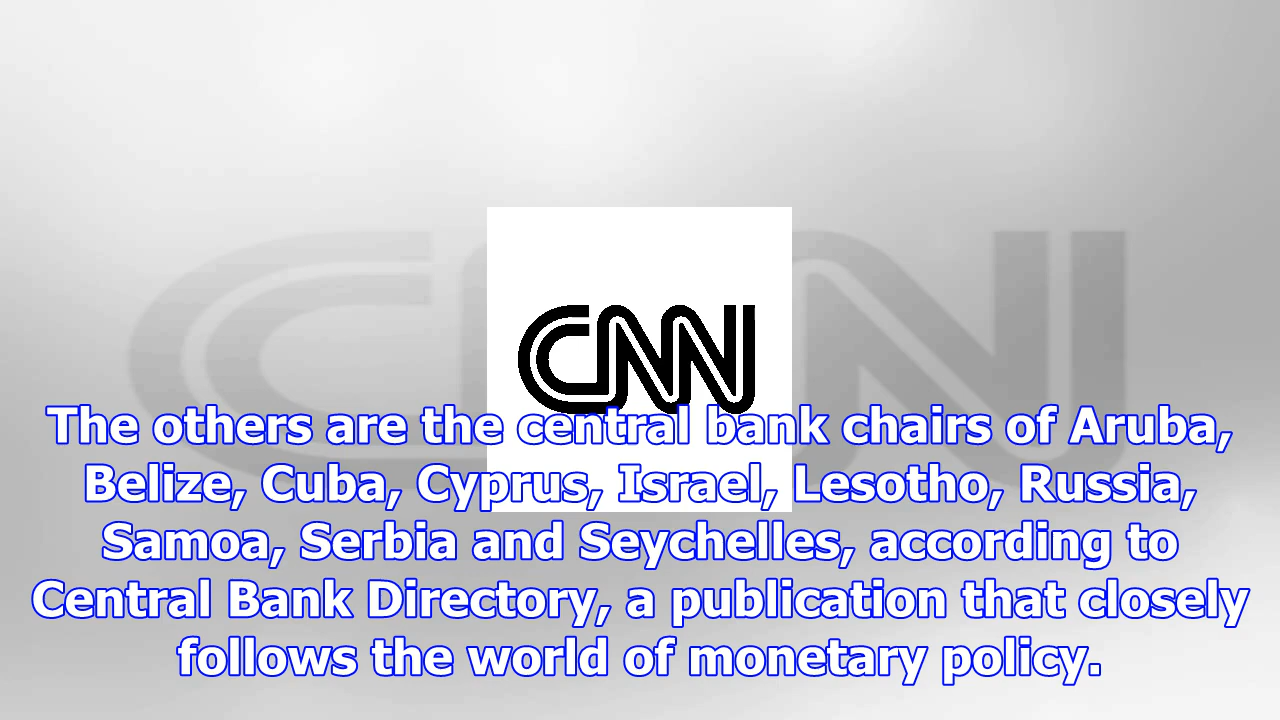 CNN
The others are the central bank chairs of Aruba,
Belize, Cuba, Cyprus, Israel, Lesotho, Russia,
Samoa, Serbia and Seychelles, according to
Central Bank Directory, a publication that closely
follows the world of monetary policy.